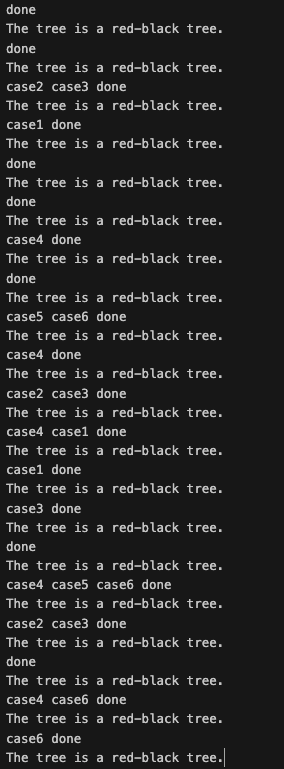 done
The tree is a red-black tree.
done
The tree is a red-black tree.
case2 case3 done
The tree is a red-black tree.
case1 done
The tree is a red-black tree.
done
The tree is a red-black tree.
done
The tree is a red-black tree.
case4 done
The tree is a red-black tree.
done
The tree is a red-black tree.
case5 case6 done
The tree is a red-black tree.
case4 done
The tree is a red-black tree.
case2 case3 done
The tree is a red-black tree.
case4 case1 done
The tree is a red-black tree.
case1 done
The tree is a red-black tree.
case3 done
The tree is a red-black tree.
done
The tree is a red-black tree.
case4 case5 case6 done
The tree is a red-black tree.
case2 case3 done
The tree is a red-black tree.
done
The tree is a red-black tree.
case4 case6 done
The tree is a red-black tree.
case6 done
The tree is a red-black tree.